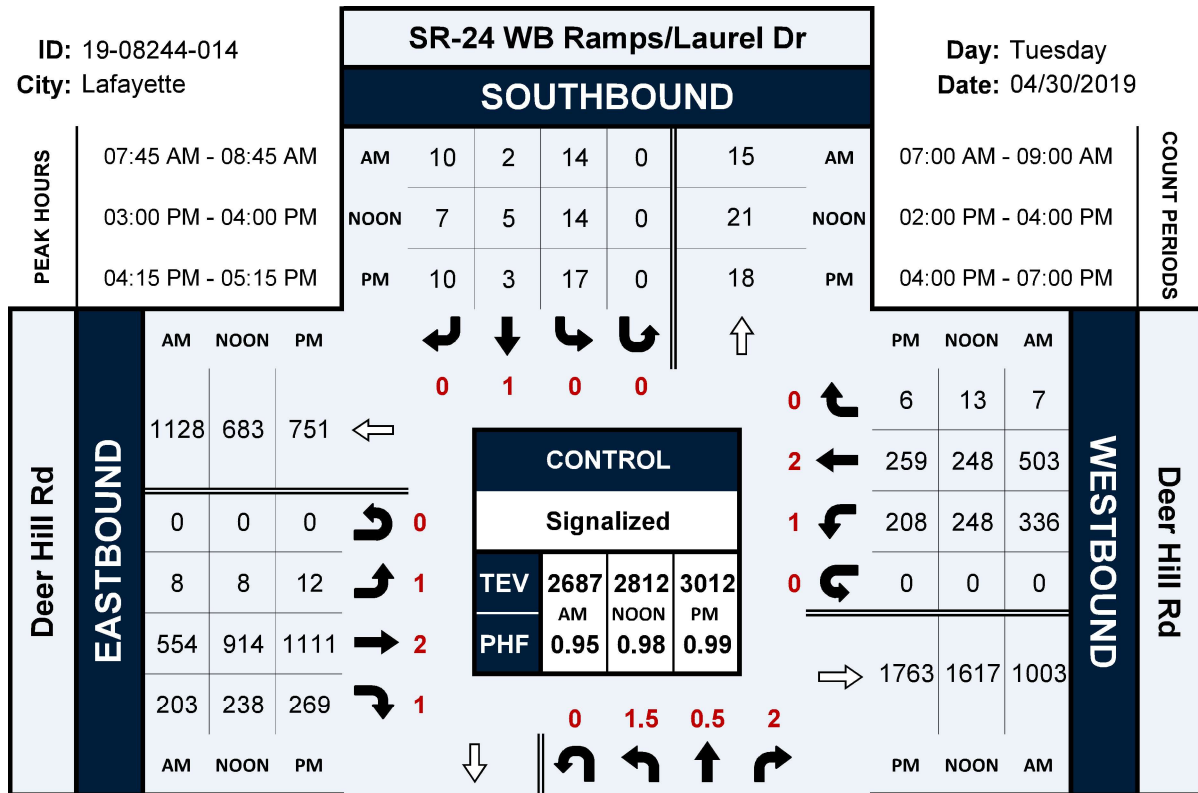 ID: 19-08244-014
City: Lafayette
SR-24 WB Ramps/Laurel Dr
SOUTHBOUND
Day: Tuesday
Date: 04/30/2019
PEAK HOURS
07:45 AM - 08:45 AM
03:00 PM - 04:00 PM
04:15 PM - 05:15 PM
AM 10 2 14 0 15 AM
NOON 7 5 14 0 21 NOON
PM 10 3 17 0 18 PM
07:00 AM - 09:00 AM
02:00 PM - 04:00 PM
04:00 PM - 07:00 PM
COUNT PERIODS
0 1 0 0
Deer Hill Rd
EASTBOUND
AM NOON PM
1128 683 751
0 0 0 0
8 8 12 1
554 914 1111 2
203 238 269 1
AM NOON PM
CONTROL
Signalized
TEV 2687 2812 3012
AM NOON PM
PHF 0.95 0.98 0.99
PM NOON AM
0 6 13 7
2 259 248 503
1 208 248 336
0 0 0 0
1763 1617 1003
PM NOON AM
WESTBOUND
Deer Hill Rd
0 1.5 0.5 2